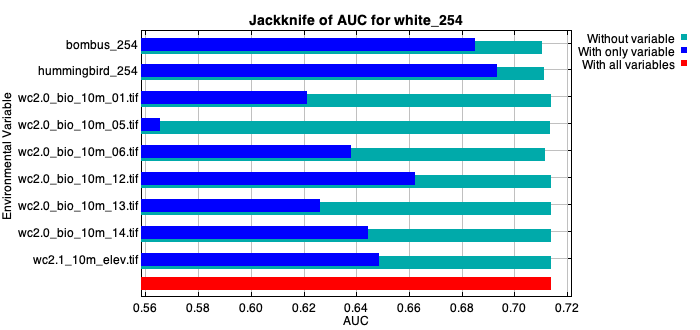 Jackknife of AUC for white_254
Environmental Variable
bombus_254
hummingbird_254
wc2.0_bio_10m_01.tif
wc2.0_bio_10m_05.tif
wc2.0_bio_10m_06.tif
wc2.0_bio_10m_12.tif
wc2.0_bio_10m_13.tif
wc2.0_bio_10m_14.tif
wc2.1_10m_elev.tif
0.56 0.58 0.60 0.62 0.64 0.66 0.68 0.70 0.72
AUC
Without variable
With only variable
With all variables